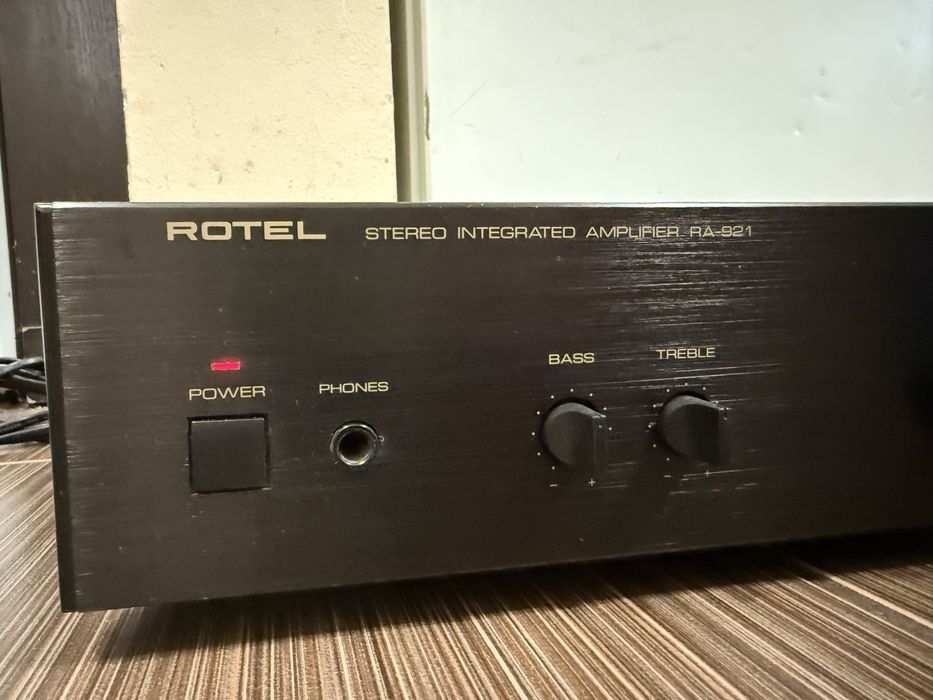 ROTEL STEREO INTEGRATED AMPLIFIER RA-921
POWER
PHONES
BASS
TREBLE
- +
- +